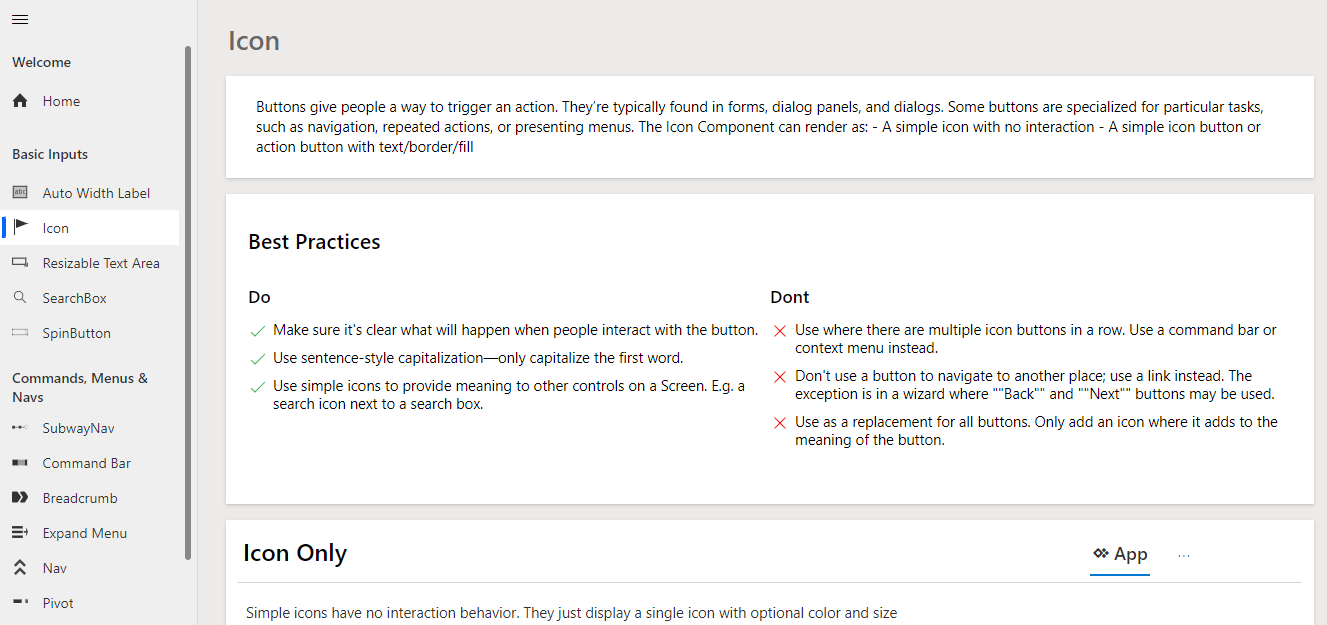 Welcome
Home
Basic Inputs
abc
Auto Width Label
Icon
Resizable Text Area
SearchBox
SpinButton
Commands, Menus &
Navs
SubwayNav
Command Bar
Breadcrumb
Expand Menu
Nav
Pivot
Icon
Buttons give people a way to trigger an action. They’re typically found in forms, dialog panels, and dialogs. Some buttons are specialized for particular tasks,
such as navigation, repeated actions, or presenting menus. The Icon Component can render as: - A simple icon with no interaction - A simple icon button or
action button with text/border/fill
Best Practices
Do
Make sure it's clear what will happen when people interact with the button.
Use sentence-style capitalization—only capitalize the first word.
Use simple icons to provide meaning to other controls on a Screen. E.g. a
search icon next to a search box.
Dont
Use where there are multiple icon buttons in a row. Use a command bar or
context menu instead.
Don't use a button to navigate to another place; use a link instead. The
exception is in a wizard where ""Back"" and ""Next"" buttons may be used.
Use as a replacement for all buttons. Only add an icon where it adds to the
meaning of the button.
Icon Only
App
...
Simple icons have no interaction behavior. They just display a single icon with optional color and size